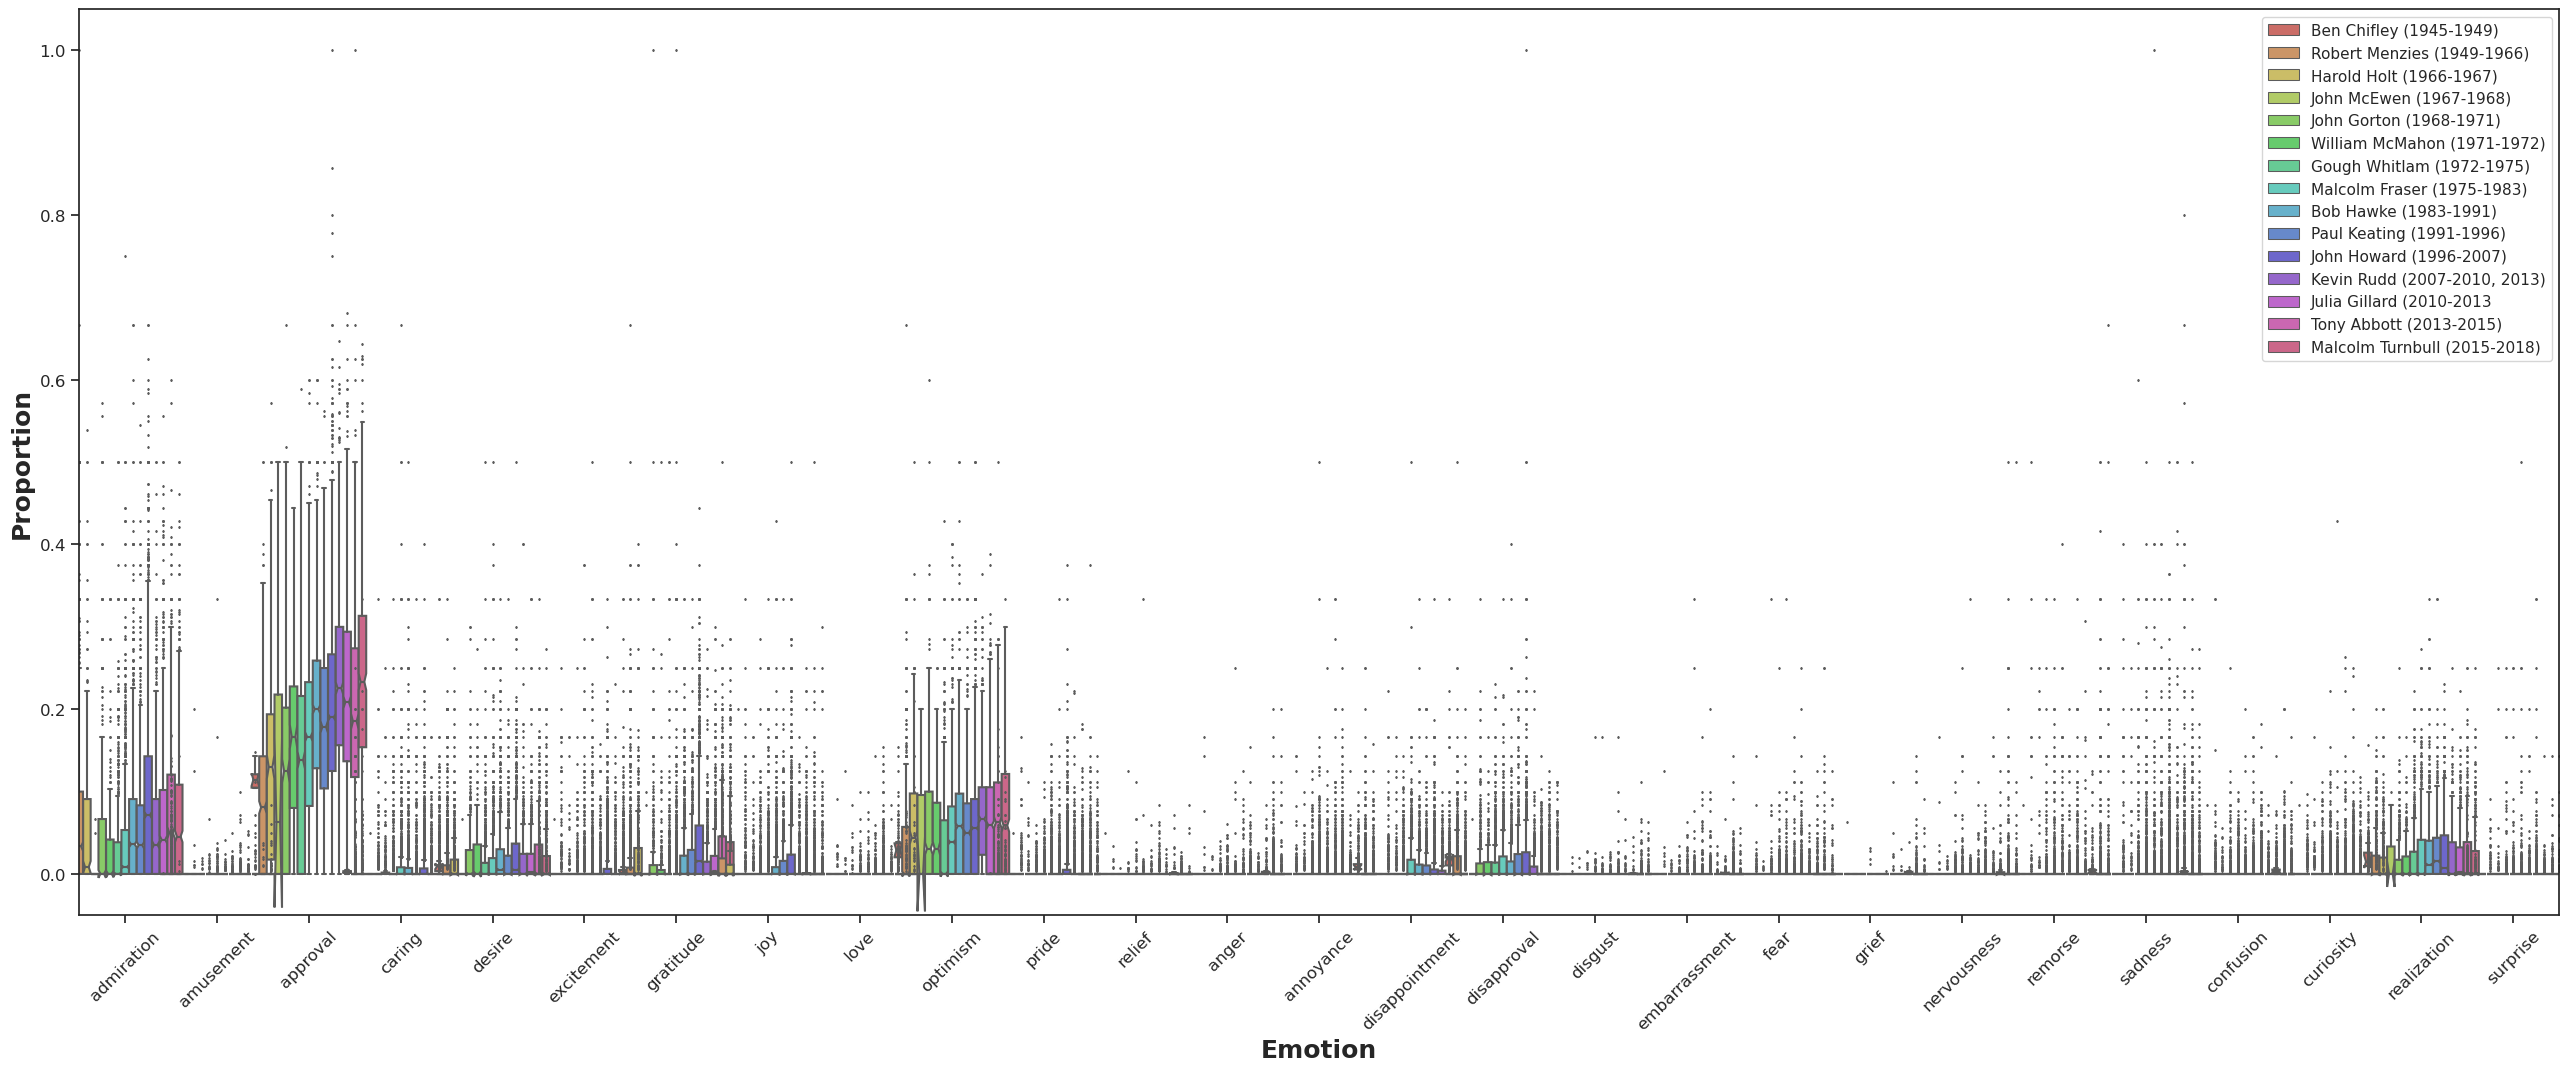 Proportion
1.0
0.8
0.6
0.4
0.2
0.0
Ben Chifley (1945-1949)
Robert Menzies (1949-1966)
Harold Holt (1966-1967)
John McEwen (1967-1968)
John Gorton (1968-1971)
William McMahon (1971-1972)
Gough Whitlam (1972-1975)
Malcolm Fraser (1975-1983)
Bob Hawke (1983-1991)
Paul Keating (1991-1996)
John Howard (1996-2007)
Kevin Rudd (2007-2010, 2013)
Julia Gillard (2010-2013
Tony Abbott (2013-2015)
Malcolm Turnbull (2015-2018)
admiration
amusement
approval
caring
desire
excitement
gratitude
joy
love
optimism
pride
relief
anger
annoyance
disappointment
disapproval
disgust
embarrassment
fear
grief
nervousness
remorse
sadness
confusion
curiosity
realization
surprise
Emotion